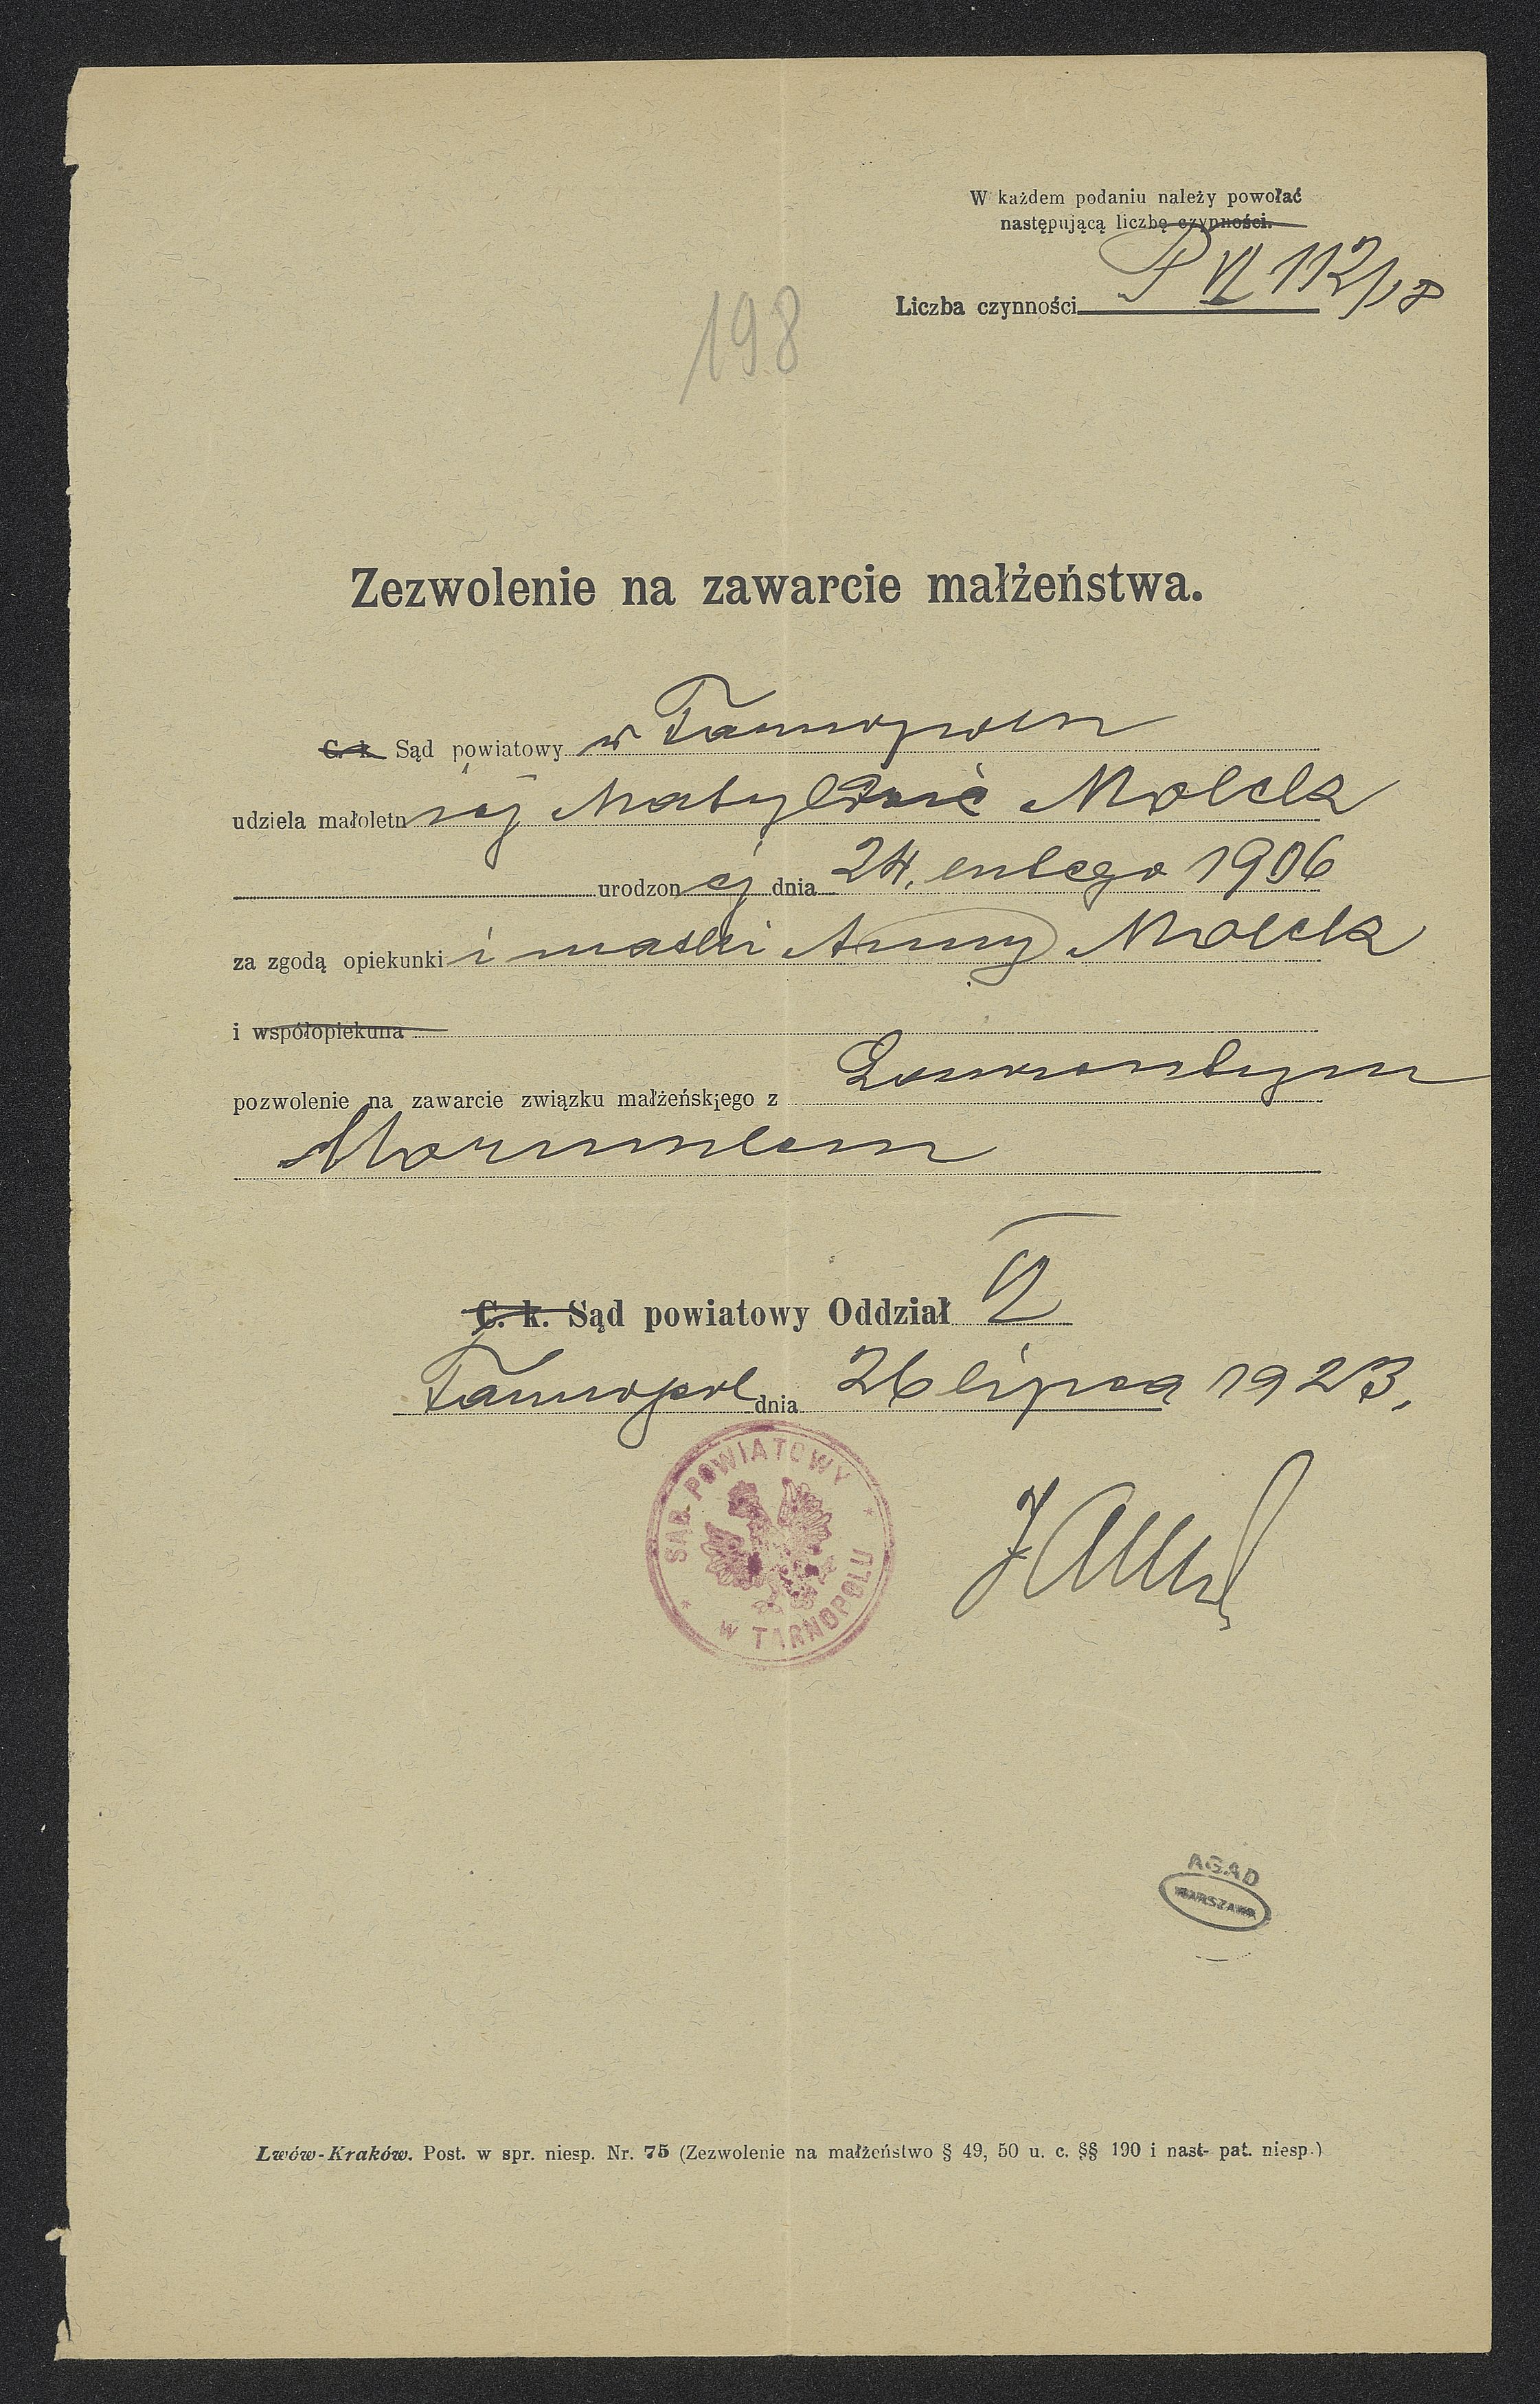 W każdem podaniu należy powołać
następującą liczbę czynności.
Liczba czynności P VI 112/18
198
Zezwolenie na zawarcie małżeństwa.
C. k. Sąd powiatowy w Tarnopolu
udziela małoletniej Matyldzie Molck
urodzonej dnia 24. lutego 1906
za zgodą opiekunki i matki Anny Molck
i współopiekuna
pozwolenie na zawarcie związku małżeńskiego z
C. k. Sąd powiatowy Oddział VI
Tarnopol dnia 26 lipca 1923.
SĄD POWIATOWY
W TARNOPOLU
AGAD
WARSZAWA
Lwów-Kraków. Post. w spr. niesp. Nr. 75 (Zezwolenie na małżeństwo § 49, 50 u. c. §§ 190 i nast- pat. niesp.)